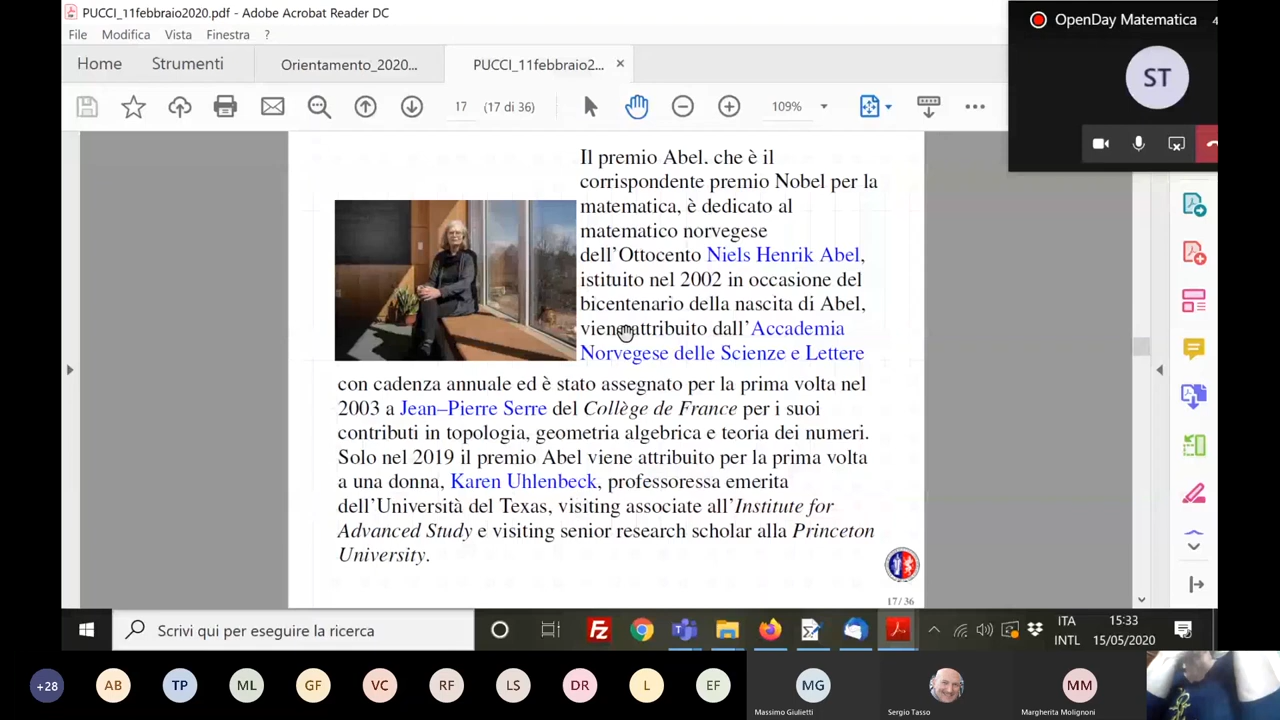 PUCCI_11febbraio2020.pdf - Adobe Acrobat Reader DC
File Modifica Vista Finestra ?
Home Strumenti Orientamento_2020... PUCCI_11febbraio2... ×
17 (17 di 36) 109%
OpenDay Matematica 4
ST
Il premio Abel, che è il
corrispondente premio Nobel per la
matematica, è dedicato al
matematico norvegese
dell'Ottocento Niels Henrik Abel,
istituito nel 2002 in occasione del
bicentenario della nascita di Abel,
viene attribuito dall'Accademia
Norvegese delle Scienze e Lettere
con cadenza annuale ed è stato assegnato per la prima volta nel
2003 a Jean–Pierre Serre del Collège de France per i suoi
contributi in topologia, geometria algebrica e teoria dei numeri.
Solo nel 2019 il premio Abel viene attribuito per la prima volta
a una donna, Karen Uhlenbeck, professoressa emerita
dell'Università del Texas, visiting associate all'Institute for
Advanced Study e visiting senior research scholar alla Princeton
University.
17/36
Scrivi qui per eseguire la ricerca
ITA
INTL
15:33
15/05/2020
+28 AB TP ML GF VC RF LS DR L EF MG MM
Massimo Giulietti Sergio Tasso Margherita Molignoni